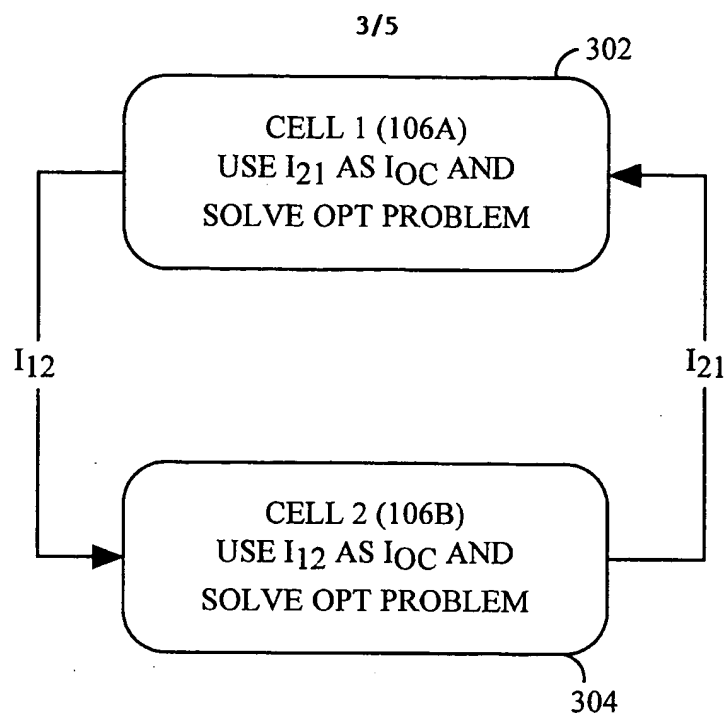 3/5
302
CELL 1 (106A)
USE I21 AS IOC AND
SOLVE OPT PROBLEM
I12
I21
CELL 2 (106B)
USE I12 AS IOC AND
SOLVE OPT PROBLEM
304